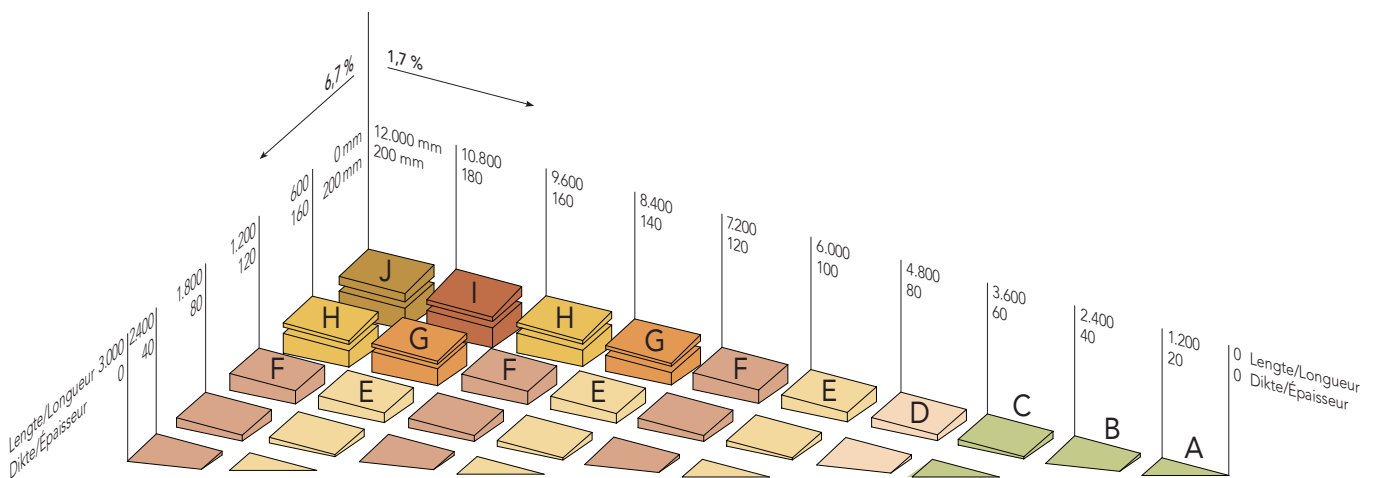 6,7 %
1,7 %
0 mm
200 mm
12.000 mm
200 mm
10.800
180
9.600
160
8.400
140
7.200
120
6.000
100
4.800
80
3.600
60
2.400
40
1.200
20
0 Lengte/Longueur
0 Dikte/Épaisseur
600
160
1.200
120
1.800
80
2.400
40
Lengte/Longueur 3.000
Dikte/Épaisseur 0
J
I
H
H
G
G
F
F
F
E
E
E
D
C
B
A